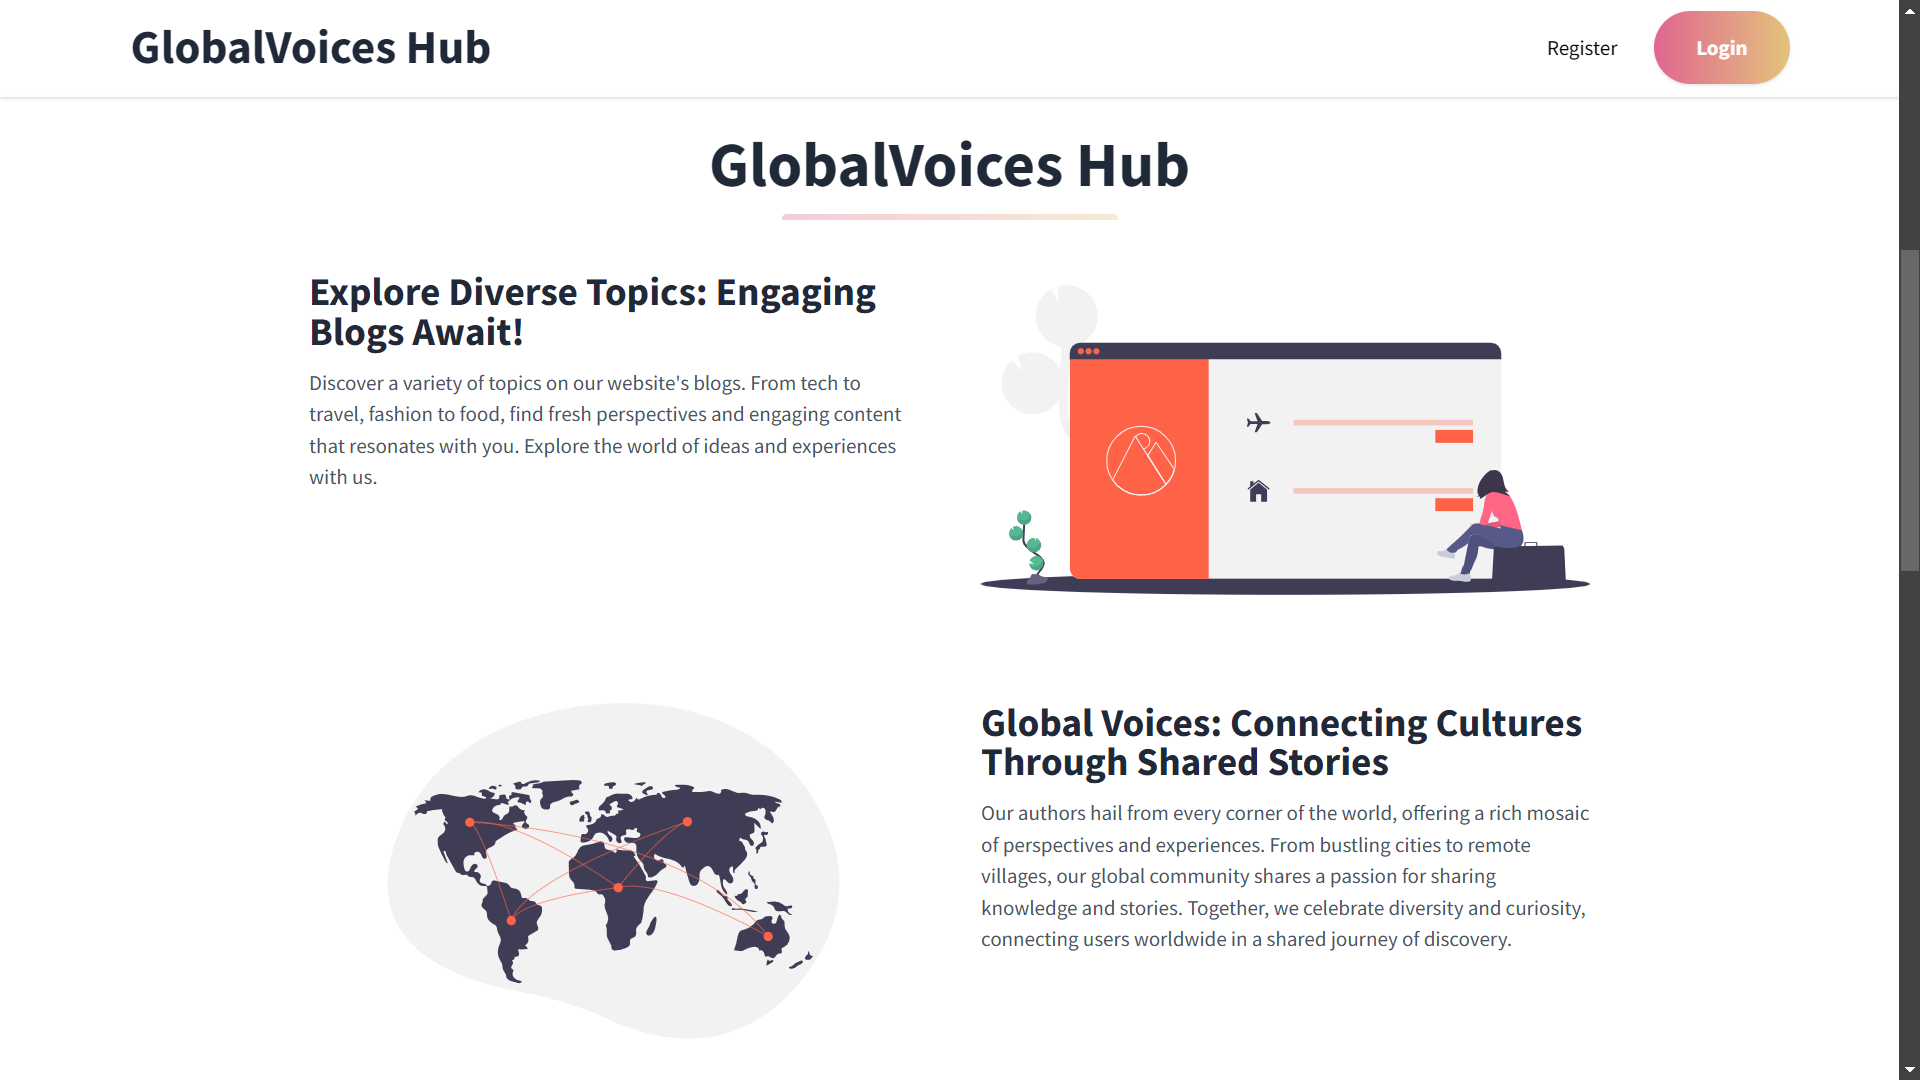 GlobalVoices Hub
Register
Login
GlobalVoices Hub
Explore Diverse Topics: Engaging
Blogs Await!
Discover a variety of topics on our website's blogs. From tech to
travel, fashion to food, find fresh perspectives and engaging content
that resonates with you. Explore the world of ideas and experiences
with us.
Global Voices: Connecting Cultures
Through Shared Stories
Our authors hail from every corner of the world, offering a rich mosaic
of perspectives and experiences. From bustling cities to remote
villages, our global community shares a passion for sharing
knowledge and stories. Together, we celebrate diversity and curiosity,
connecting users worldwide in a shared journey of discovery.